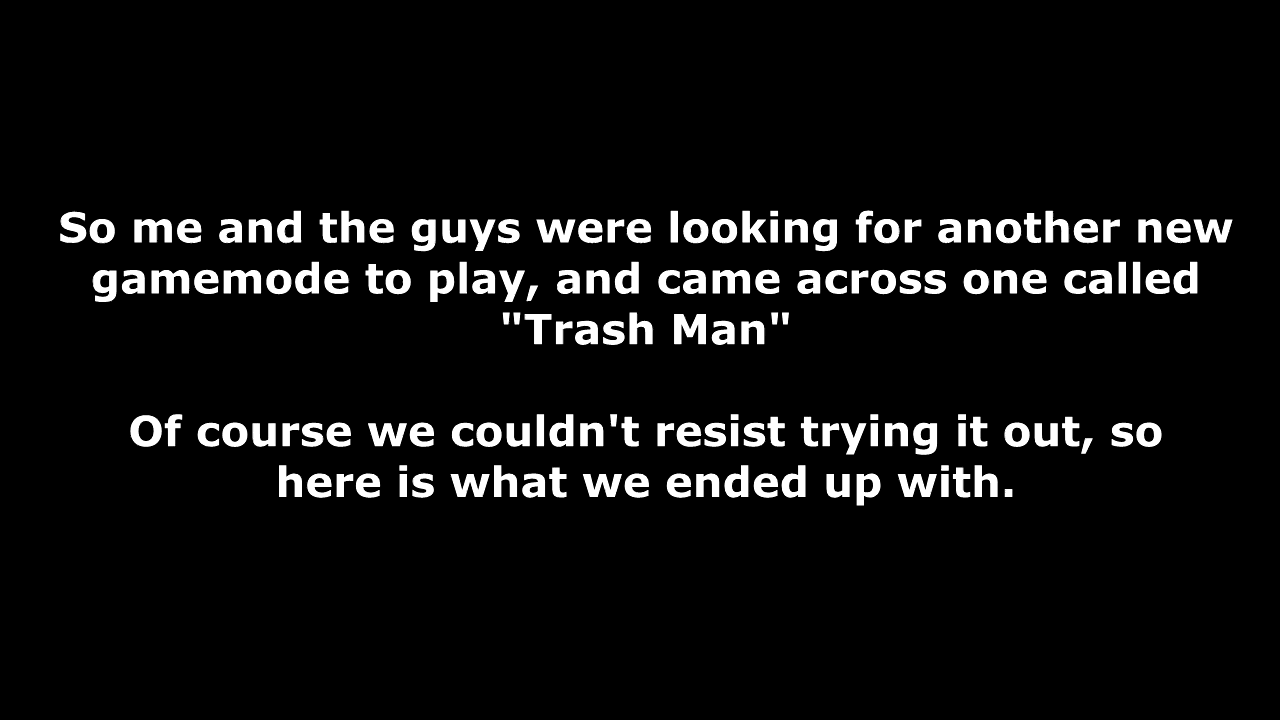 So me and the guys were looking for another new
gamemode to play, and came across one called
"Trash Man"
Of course we couldn't resist trying it out, so
here is what we ended up with.